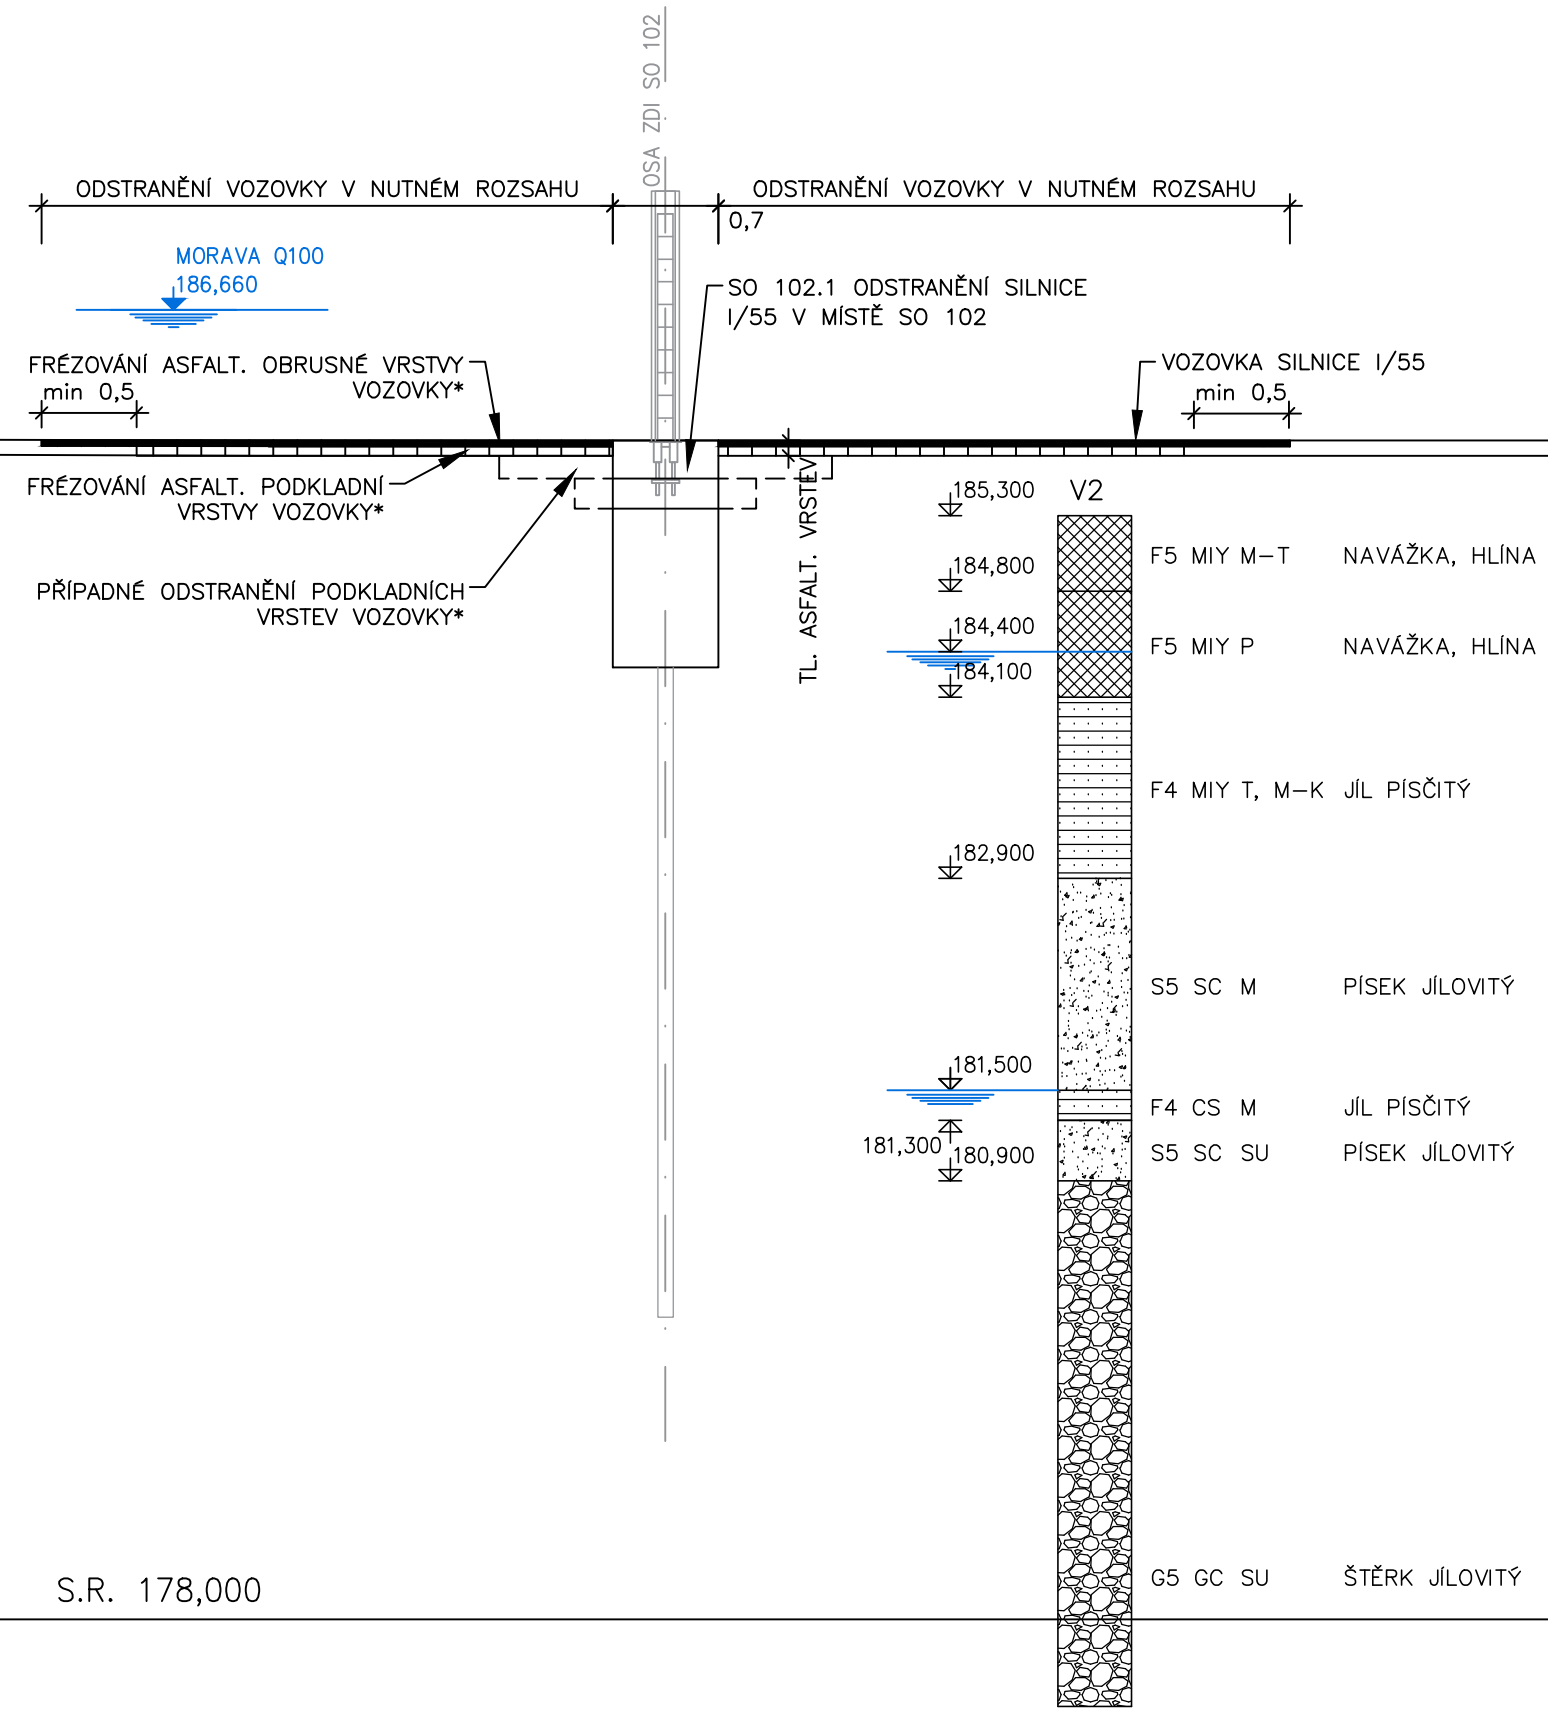 OSA ZDI SO 102
ODSTRANĚNÍ VOZOVKY V NUTNÉM ROZSAHU
ODSTRANĚNÍ VOZOVKY V NUTNÉM ROZSAHU
0,7
MORAVA Q100
186,660
SO 102.1 ODSTRANĚNÍ SILNICE
I/55 V MÍSTĚ SO 102
FRÉZOVÁNÍ ASFALT. OBRUSNÉ VRSTVY
VOZOVKY*
min 0,5
VOZOVKA SILNICE I/55
min 0,5
FRÉZOVÁNÍ ASFALT. PODKLADNÍ
VRSTVY VOZOVKY*
PŘÍPADNÉ ODSTRANĚNÍ PODKLADNÍCH
VRSTEV VOZOVKY*
TL. ASFALT. VRSTEV
185,300
V2
F5 MIY M-T NAVÁŽKA, HLÍNA
184,800
184,400
F5 MIY P NAVÁŽKA, HLÍNA
184,100
F4 MIY T, M-K JÍL PÍSČITÝ
182,900
S5 SC M PÍSEK JÍLOVITÝ
181,500
F4 CS M JÍL PÍSČITÝ
181,300
180,900
S5 SC SU PÍSEK JÍLOVITÝ
G5 GC SU ŠTĚRK JÍLOVITÝ
S.R. 178,000